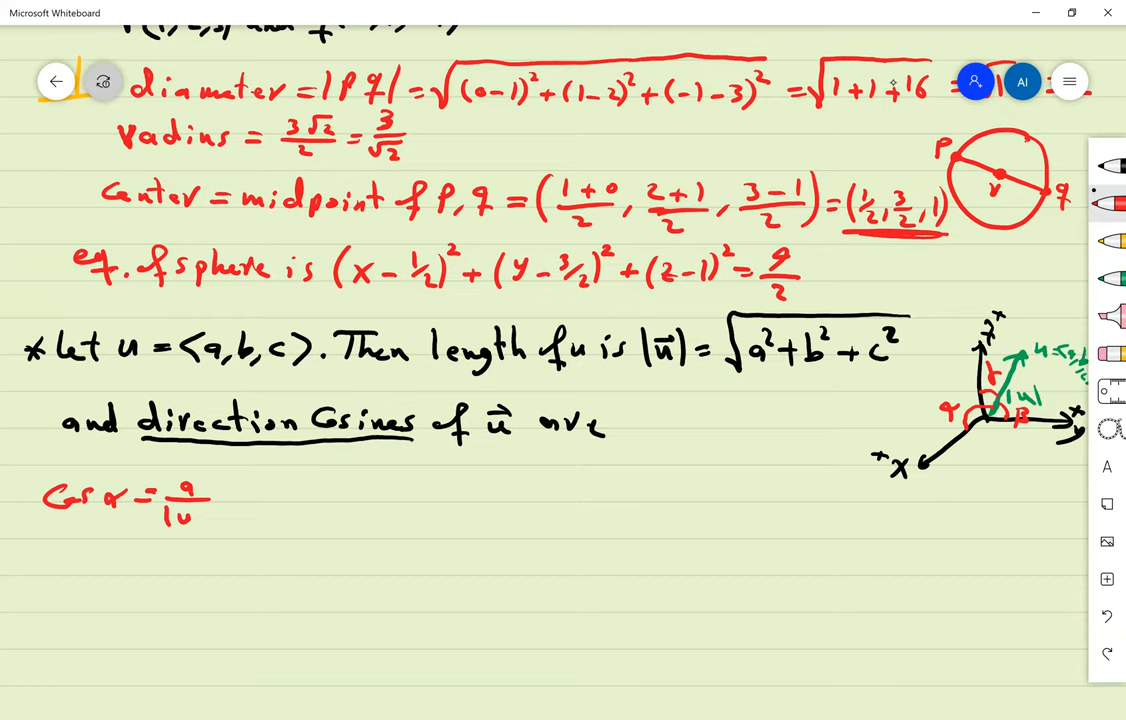 Microsoft Whiteboard
diameter = |Pq| = √(0-1)² + (1-2)² + (-1-3)² = √1+1+16 =
AI
radius = 3√2/2 = 3/√2
center = midpoint of P, q = (1+0/2, 2+1/2, 3-1/2) = (1/2, 3/2, 1)
P
r
q
eq. of sphere is (x - 1/2)² + (y - 3/2)² + (z-1)² = 9/2
* Let u = <a, b, c>. Then length of u is |u⃗| = √a² + b² + c²
and direction Cosines of u⃗ are
z+
u = <a, b
γ
|u|
α
β
+
y
+x
Cos α = a/|u
A